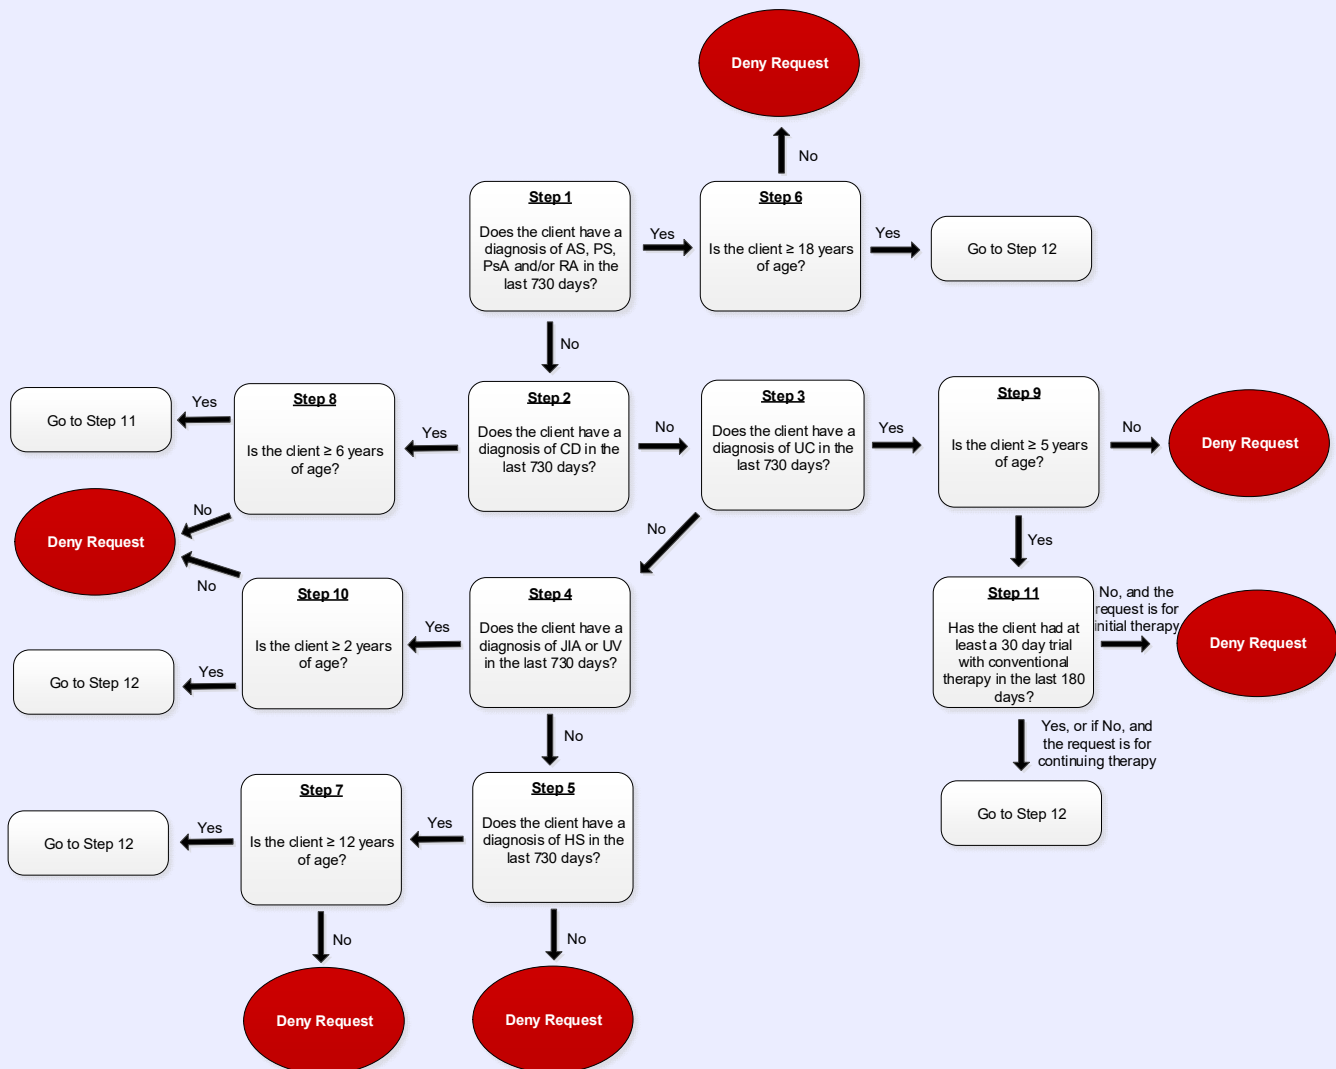 Deny Request
No
Step 1
Does the client have a
diagnosis of AS, PS,
PsA and/or RA in the
last 730 days?
Yes
Step 6
Is the client ≥ 18 years
of age?
Yes
Go to Step 12
No
Go to Step 11
Yes
Step 8
Is the client ≥ 6 years
of age?
Yes
Step 2
Does the client have a
diagnosis of CD in the
last 730 days?
No
Step 3
Does the client have a
diagnosis of UC in the
last 730 days?
Yes
Step 9
Is the client ≥ 5 years
of age?
No
Deny Request
No
Deny Request
No
No
Yes
Step 10
Is the client ≥ 2 years
of age?
Yes
Go to Step 12
Yes
Step 4
Does the client have a
diagnosis of JIA or UV
in the last 730 days?
Step 11
Has the client had at
least a 30 day trial
with conventional
therapy in the last 180
days?
No, and the
request is for
initial therapy
Deny Request
No
Yes, or if No, and
the request is for
continuing therapy
Go to Step 12
Go to Step 12
Yes
Step 7
Is the client ≥ 12 years
of age?
Yes
Step 5
Does the client have a
diagnosis of HS in the
last 730 days?
No
No
Deny Request
Deny Request